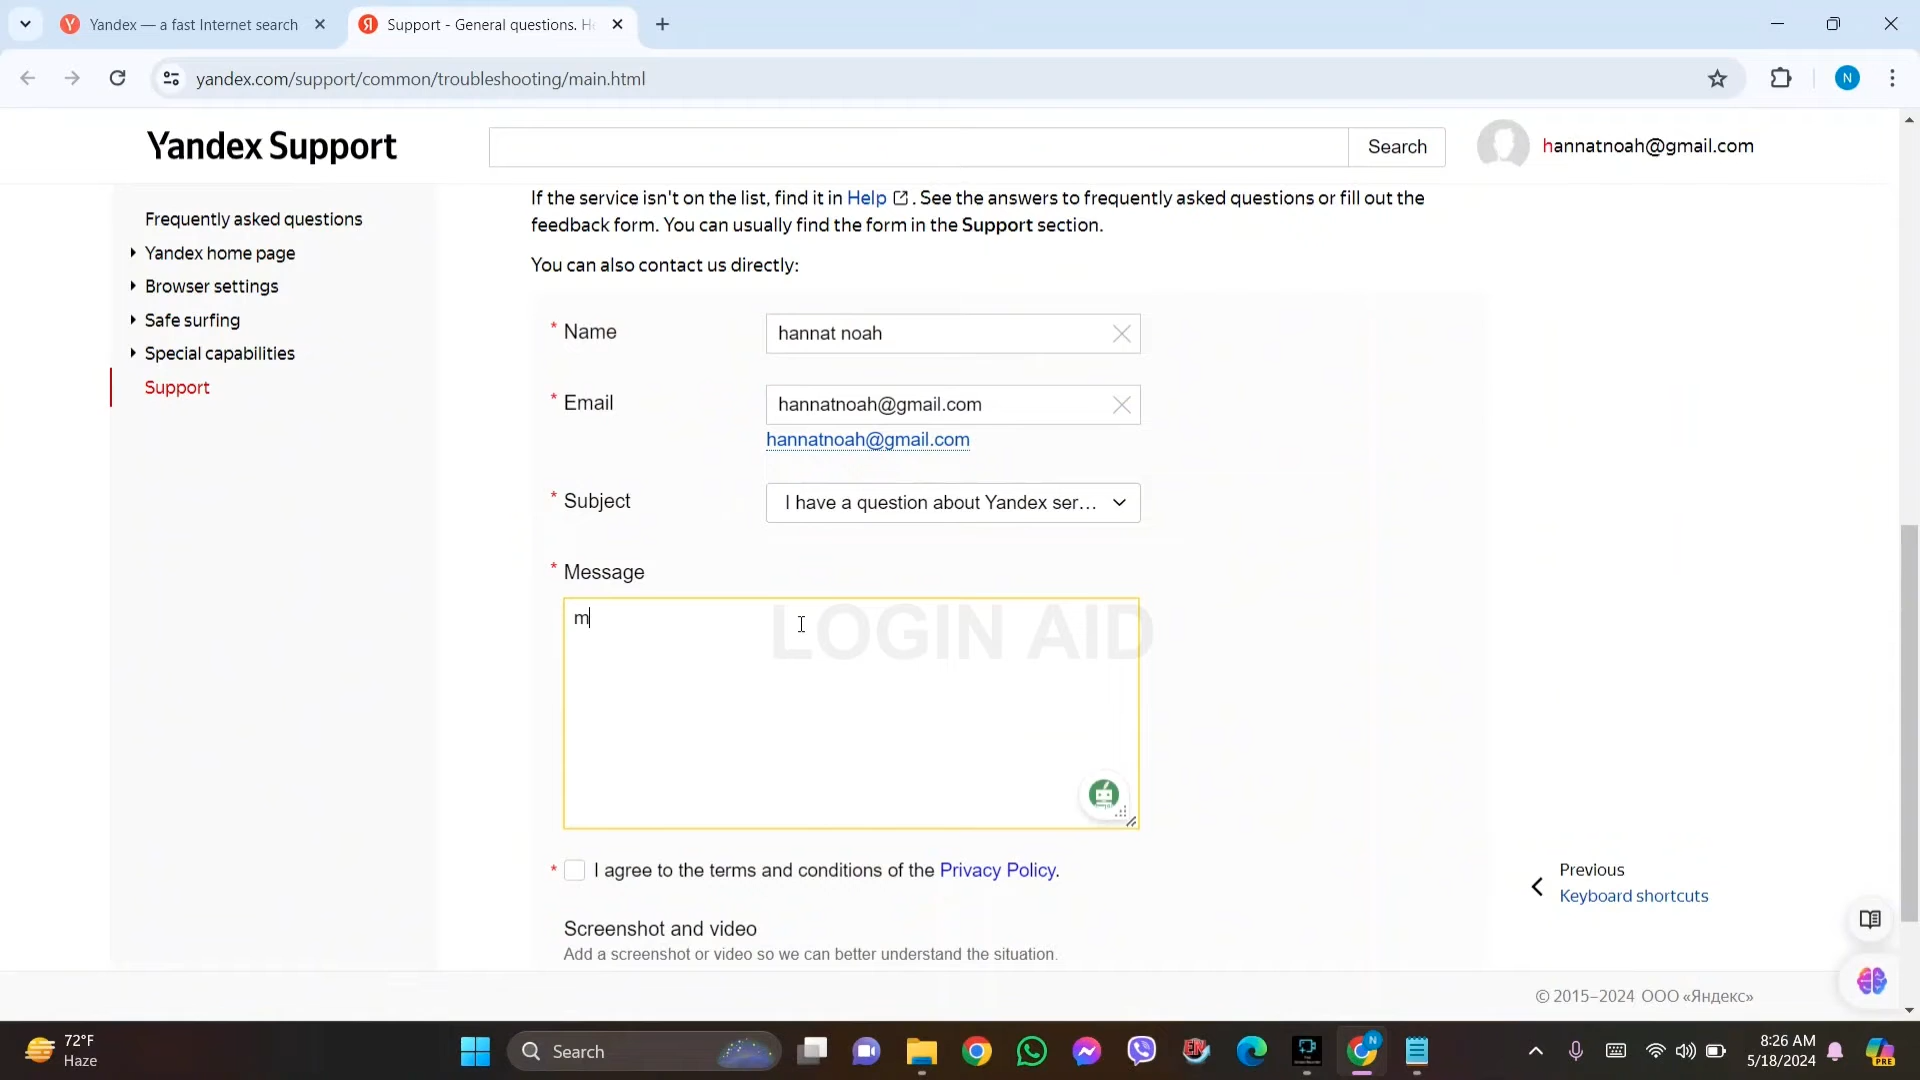 Yandex — a fast Internet search
Support - General questions. He
yandex.com/support/common/troubleshooting/main.html
N
Yandex Support
Search
hannatnoah@gmail.com
Frequently asked questions
Yandex home page
Browser settings
Safe surfing
Special capabilities
Support
If the service isn't on the list, find it in Help . See the answers to frequently asked questions or fill out the
feedback form. You can usually find the form in the Support section.
You can also contact us directly:
* Name
hannat noah
* Email
hannatnoah@gmail.com
hannatnoah@gmail.com
* Subject
I have a question about Yandex ser...
* Message
m
LOGIN AID
* I agree to the terms and conditions of the Privacy Policy.
Screenshot and video
Add a screenshot or video so we can better understand the situation.
Previous
Keyboard shortcuts
© 2015–2024 ООО «Яндекс»
72°F
Haze
Search
N
8:26 AM
5/18/2024
PRE